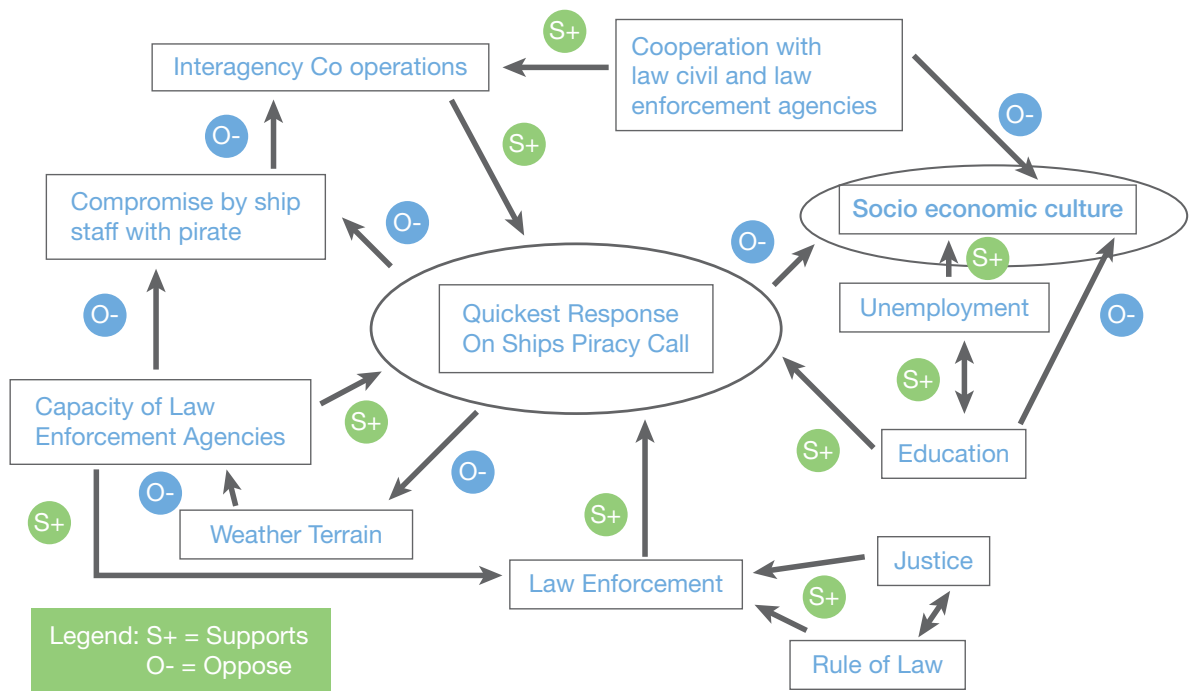 S+
Interagency Co operations
Cooperation with
law civil and law
enforcement agencies
O-
S+
O-
Compromise by ship
staff with pirate
O-
Socio economic culture
O-
S+
Quickest Response
On Ships Piracy Call
Unemployment
O-
O-
S+
Capacity of Law
Enforcement Agencies
S+
S+
Education
O-
O-
S+
S+
Weather Terrain
Law Enforcement
Justice
S+
Rule of Law
Legend: S+ = Supports
O- = Oppose